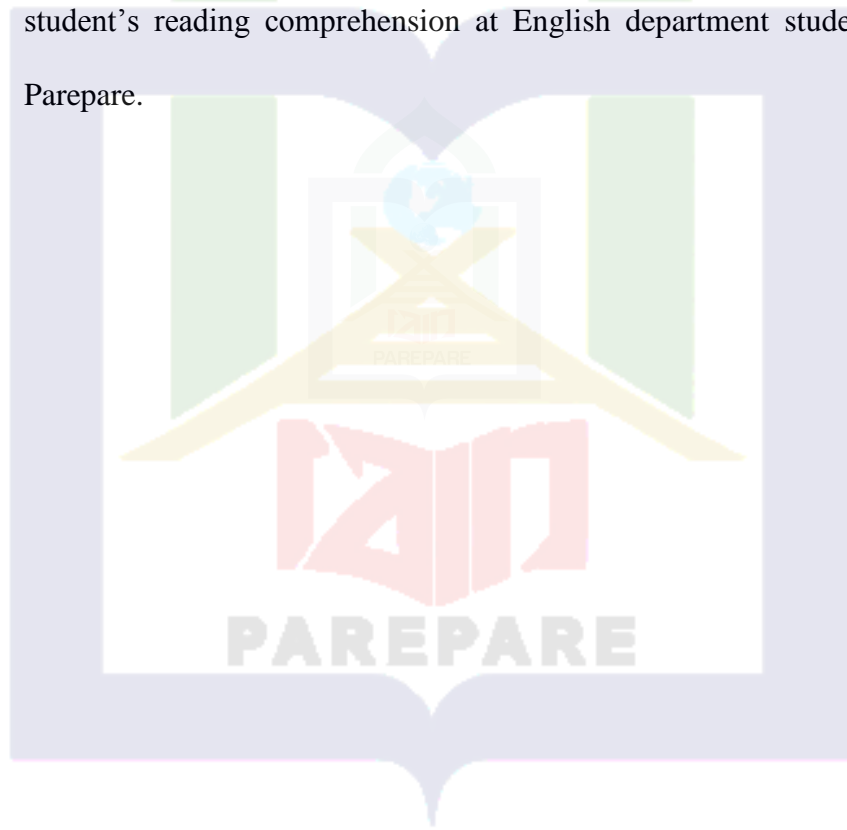 student’s reading comprehension at English department stude
Parepare.
IAIN
PAREPARE
PAREPARE